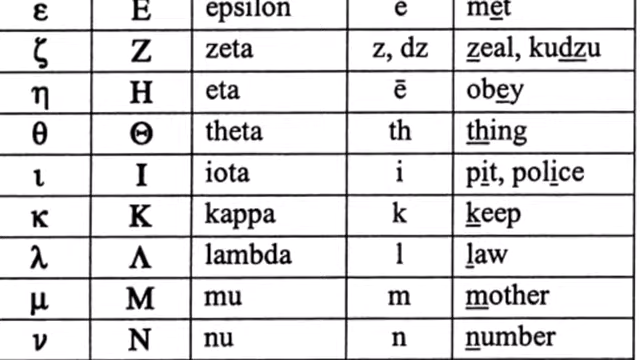 ε E epsilon e met
ζ Z zeta z, dz zeal, kudzu
η H eta ē obey
θ Θ theta th thing
ι I iota i pit, police
κ K kappa k keep
λ Λ lambda l law
μ M mu m mother
ν N nu n number